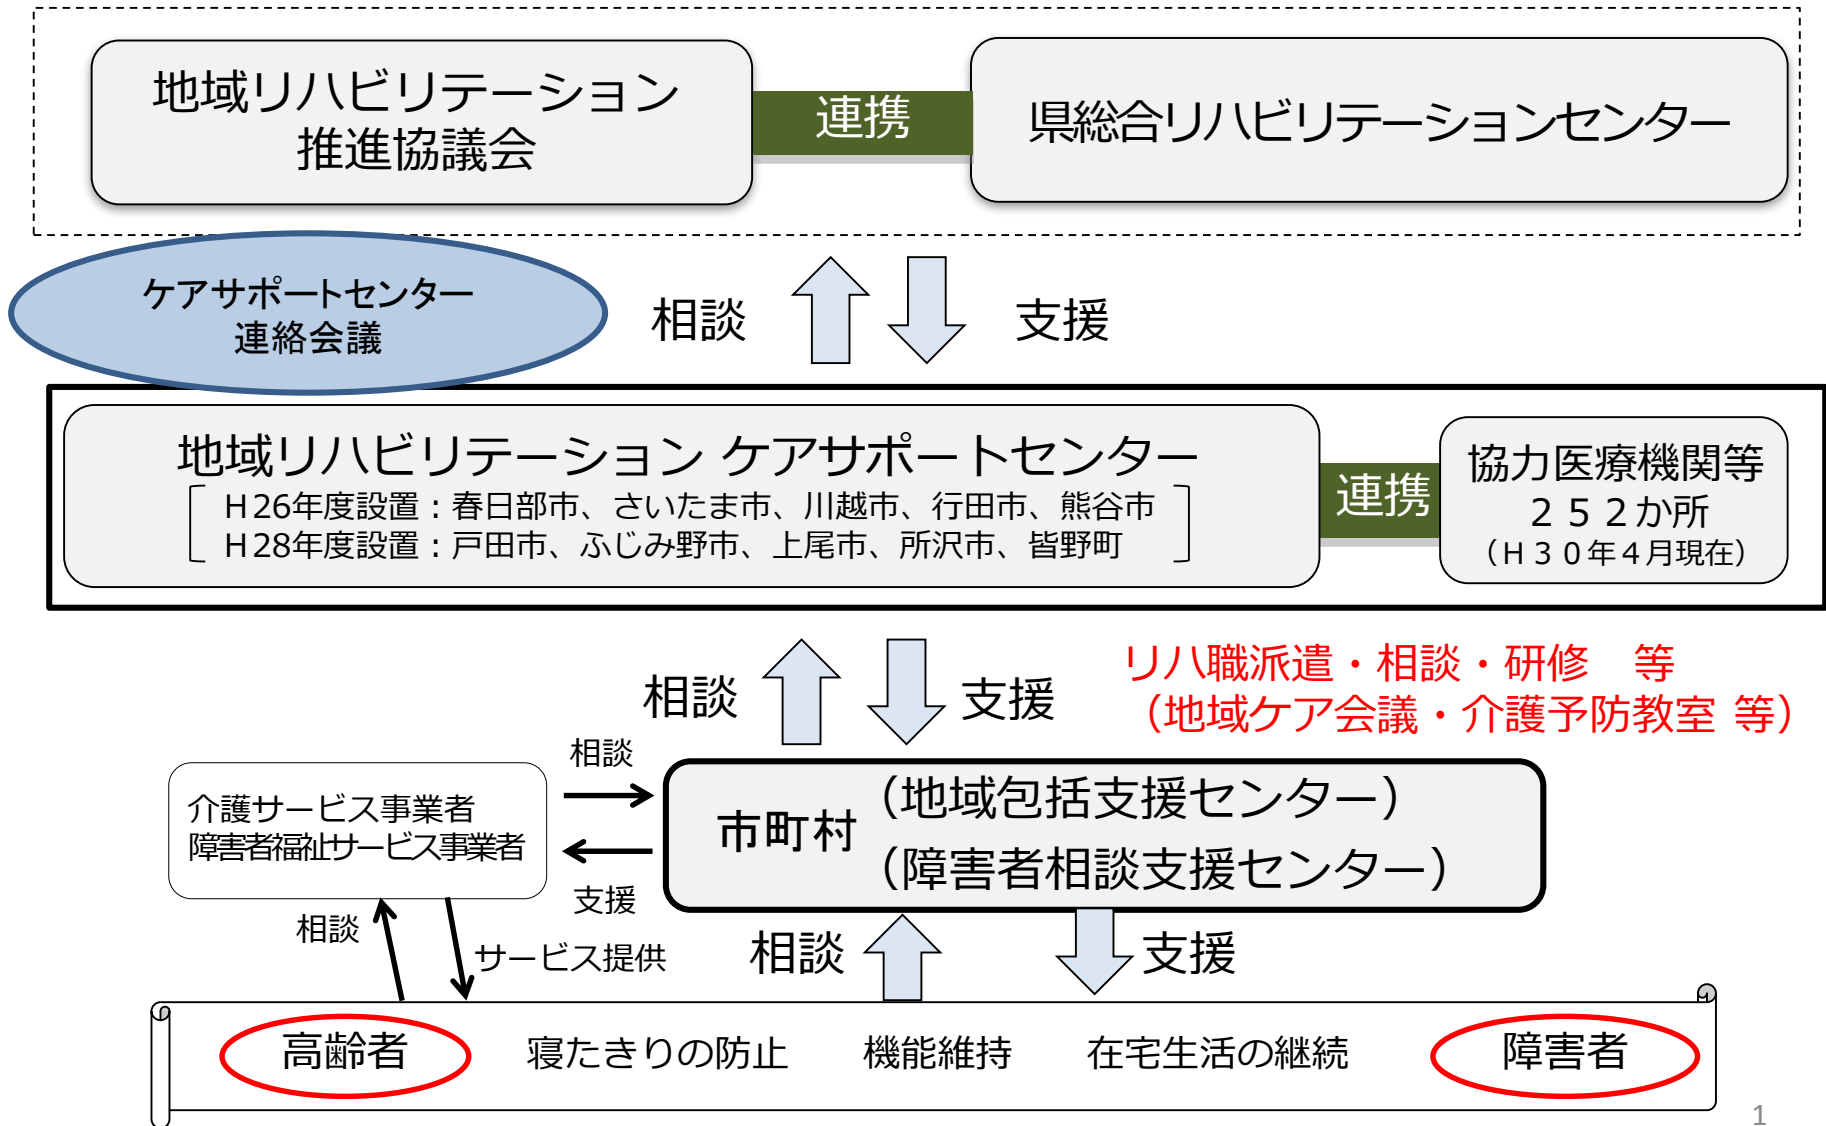 地域リハビリテーション
推進協議会
連携
県総合リハビリテーションセンター
ケアサポートセンター
連絡会議
相談
支援
地域リハビリテーション ケアサポートセンター
H26年度設置：春日部市、さいたま市、川越市、行田市、熊谷市
H28年度設置：戸田市、ふじみ野市、上尾市、所沢市、皆野町
連携
協力医療機関等
２５２か所
（H３０年４月現在）
相談
支援
リハ職派遣・相談・研修　等
（地域ケア会議・介護予防教室 等）
相談
介護サービス事業者
障害者福祉サービス事業者
支援
市町村
（地域包括支援センター）
（障害者相談支援センター）
相談
サービス提供
相談
支援
高齢者
寝たきりの防止
機能維持
在宅生活の継続
障害者
1